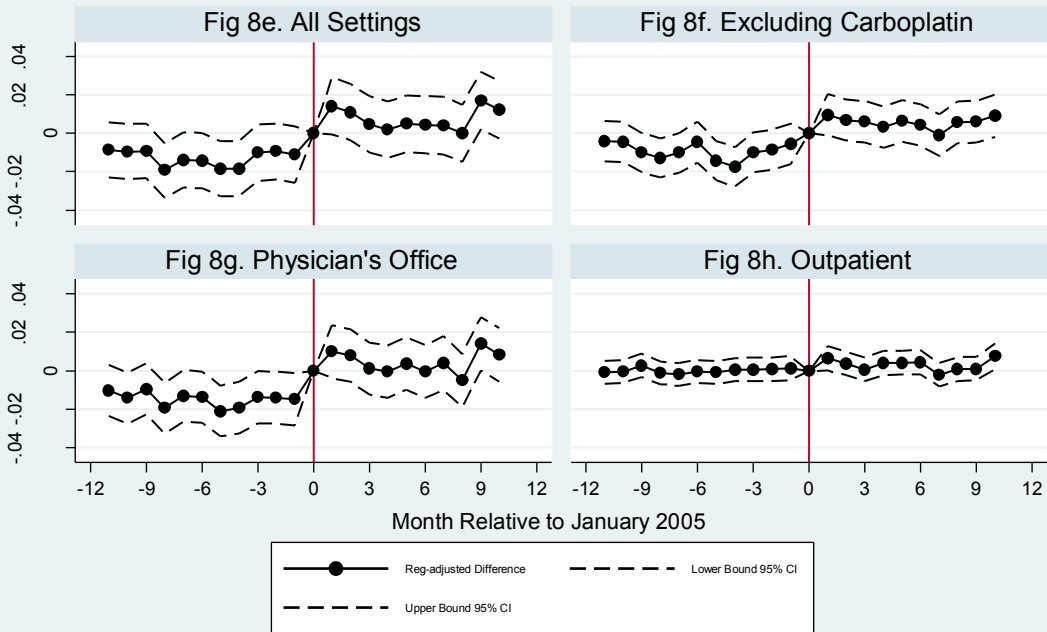 Fig 8e. All Settings
Fig 8f. Excluding Carboplatin
.04
.02
0
-.02
-.04
Fig 8g. Physician's Office
Fig 8h. Outpatient
.04
.02
0
-.02
-.04
-12 -9 -6 -3 0 3 6 9 12
-12 -9 -6 -3 0 3 6 9 12
Month Relative to January 2005
Reg-adjusted Difference
Lower Bound 95% CI
Upper Bound 95% CI